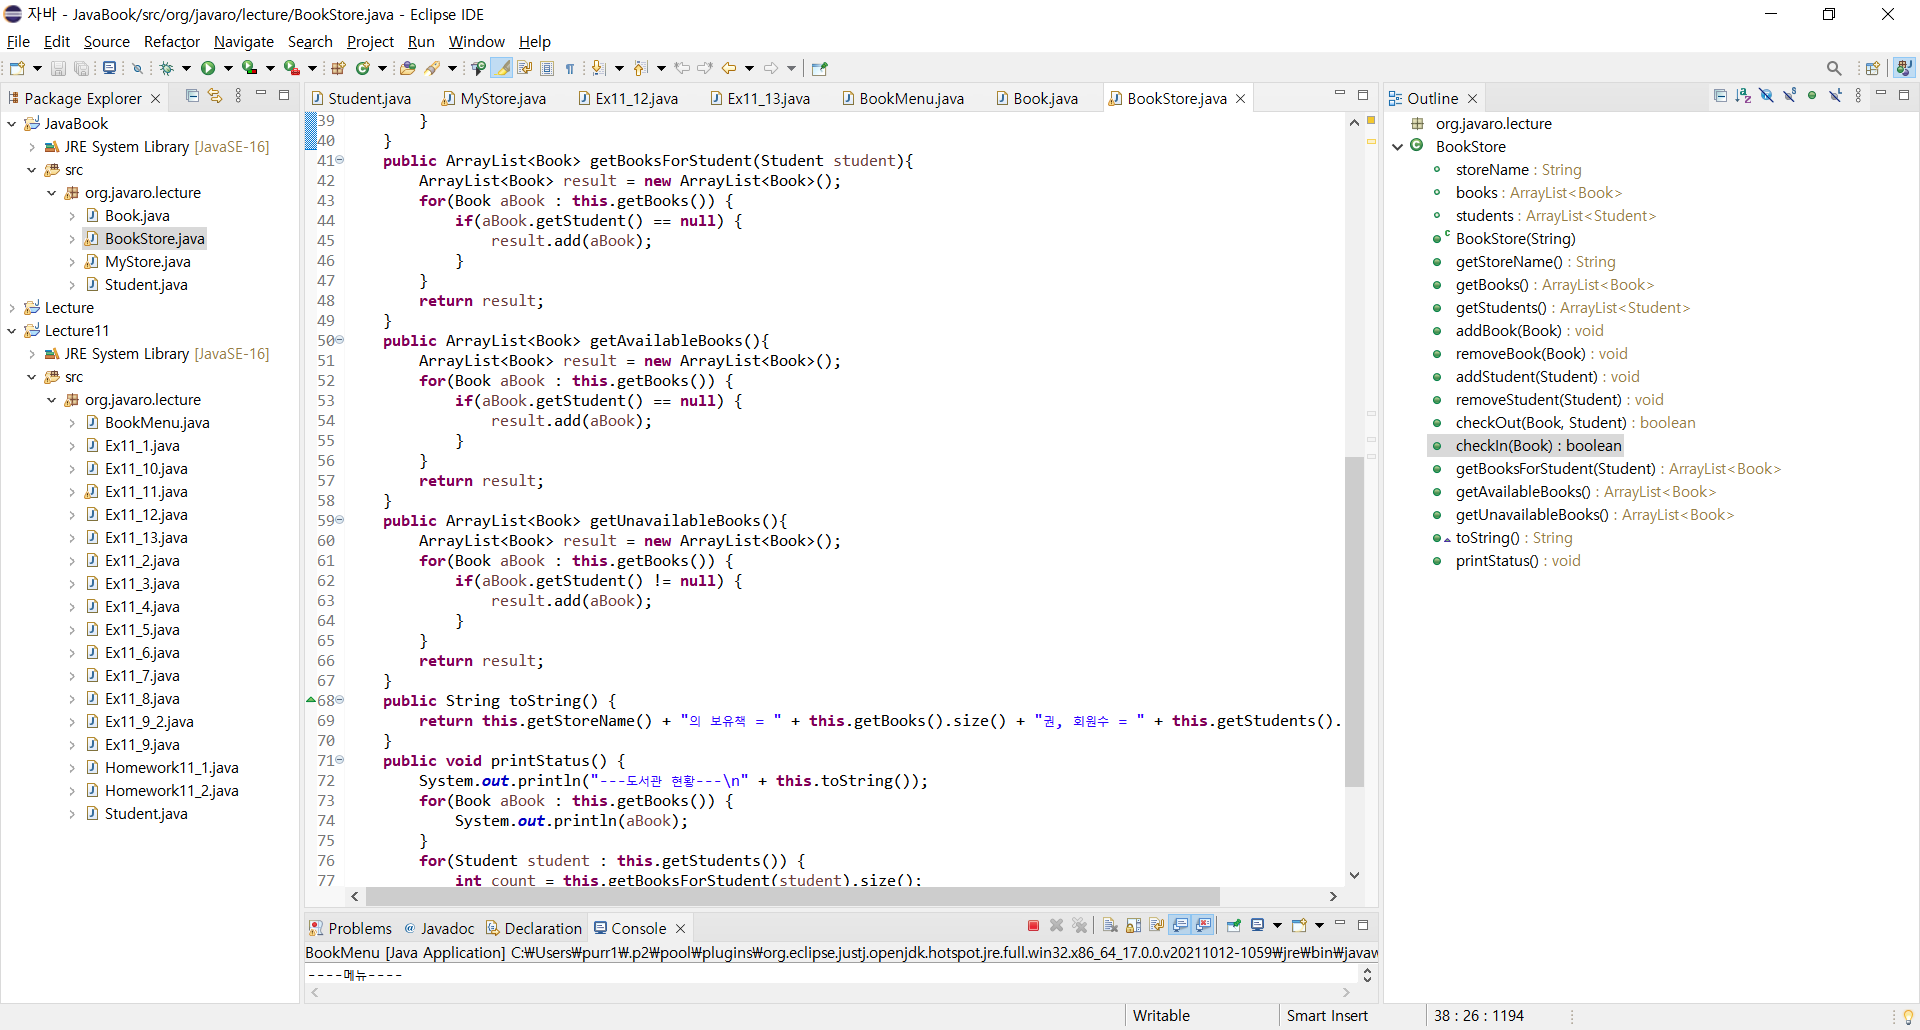 자바 - JavaBook/src/org/javaro/lecture/BookStore.java - Eclipse IDE
File Edit Source Refactor Navigate Search Project Run Window Help
Package Explorer
JavaBook
JRE System Library [JavaSE-16]
src
org.javaro.lecture
Book.java
BookStore.java
MyStore.java
Student.java
Lecture
Lecture11
JRE System Library [JavaSE-16]
src
org.javaro.lecture
BookMenu.java
Ex11_1.java
Ex11_10.java
Ex11_11.java
Ex11_12.java
Ex11_13.java
Ex11_2.java
Ex11_3.java
Ex11_4.java
Ex11_5.java
Ex11_6.java
Ex11_7.java
Ex11_8.java
Ex11_9_2.java
Ex11_9.java
Homework11_1.java
Homework11_2.java
Student.java
Student.java MyStore.java Ex11_12.java Ex11_13.java BookMenu.java Book.java BookStore.java
39 }
40 }
41 public ArrayList<Book> getBooksForStudent(Student student){
42 ArrayList<Book> result = new ArrayList<Book>();
43 for(Book aBook : this.getBooks()) {
44 if(aBook.getStudent() == null) {
45 result.add(aBook);
46 }
47 }
48 return result;
49 }
50 public ArrayList<Book> getAvailableBooks(){
51 ArrayList<Book> result = new ArrayList<Book>();
52 for(Book aBook : this.getBooks()) {
53 if(aBook.getStudent() == null) {
54 result.add(aBook);
55 }
56 }
57 return result;
58 }
59 public ArrayList<Book> getUnavailableBooks(){
60 ArrayList<Book> result = new ArrayList<Book>();
61 for(Book aBook : this.getBooks()) {
62 if(aBook.getStudent() != null) {
63 result.add(aBook);
64 }
65 }
66 return result;
67 }
68 public String toString() {
69 return this.getStoreName() + "의 보유책 = " + this.getBooks().size() + "권, 회원수 = " + this.getStudents().
70 }
71 public void printStatus() {
72 System.out.println("---도서관 현황---\n" + this.toString());
73 for(Book aBook : this.getBooks()) {
74 System.out.println(aBook);
75 }
76 for(Student student : this.getStudents()) {
77 int count = this.getBooksForStudent(student).size();
Problems Javadoc Declaration Console
BookMenu [Java Application] C:₩Users₩purr1₩.p2₩pool₩plugins₩org.eclipse.justj.openjdk.hotspot.jre.full.win32.x86_64_17.0.0.v20211012-1059₩jre₩bin₩javaw
----메뉴----
Outline
org.javaro.lecture
BookStore
storeName : String
books : ArrayList<Book>
students : ArrayList<Student>
BookStore(String)
getStoreName() : String
getBooks() : ArrayList<Book>
getStudents() : ArrayList<Student>
addBook(Book) : void
removeBook(Book) : void
addStudent(Student) : void
removeStudent(Student) : void
checkOut(Book, Student) : boolean
checkIn(Book) : boolean
getBooksForStudent(Student) : ArrayList<Book>
getAvailableBooks() : ArrayList<Book>
getUnavailableBooks() : ArrayList<Book>
toString() : String
printStatus() : void
Writable Smart Insert 38 : 26 : 1194